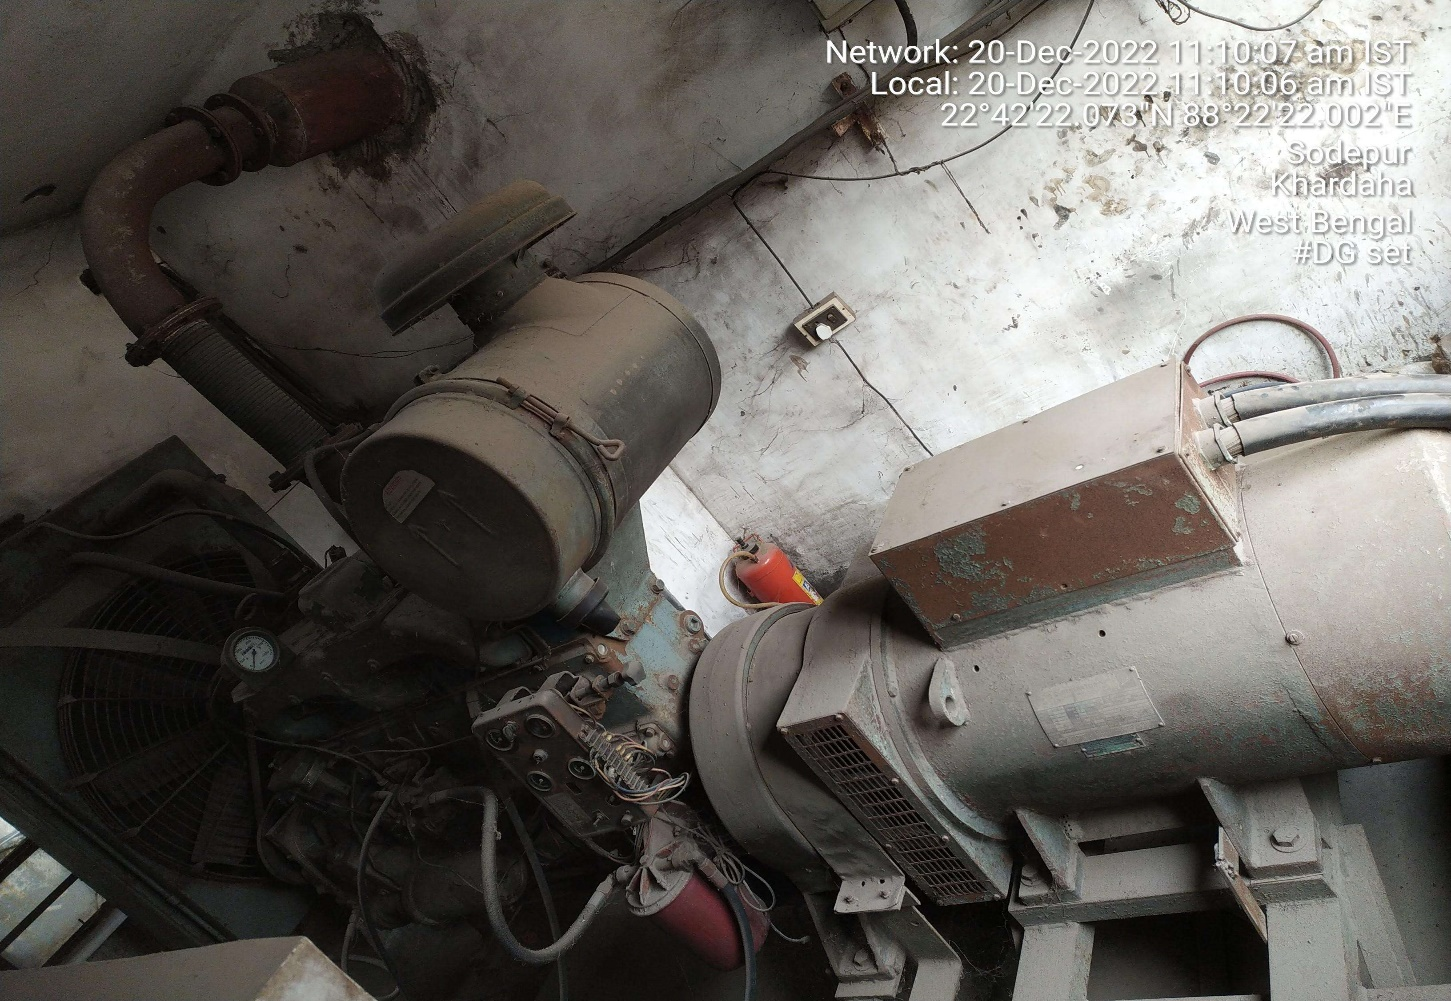 Network: 20-Dec-2022 11:10:07 am IST
Local: 20-Dec-2022 11:10:06 am IST
22°42'22.073"N 88°22'22.002"E
Sodepur
Khardaha
West Bengal
#DG set